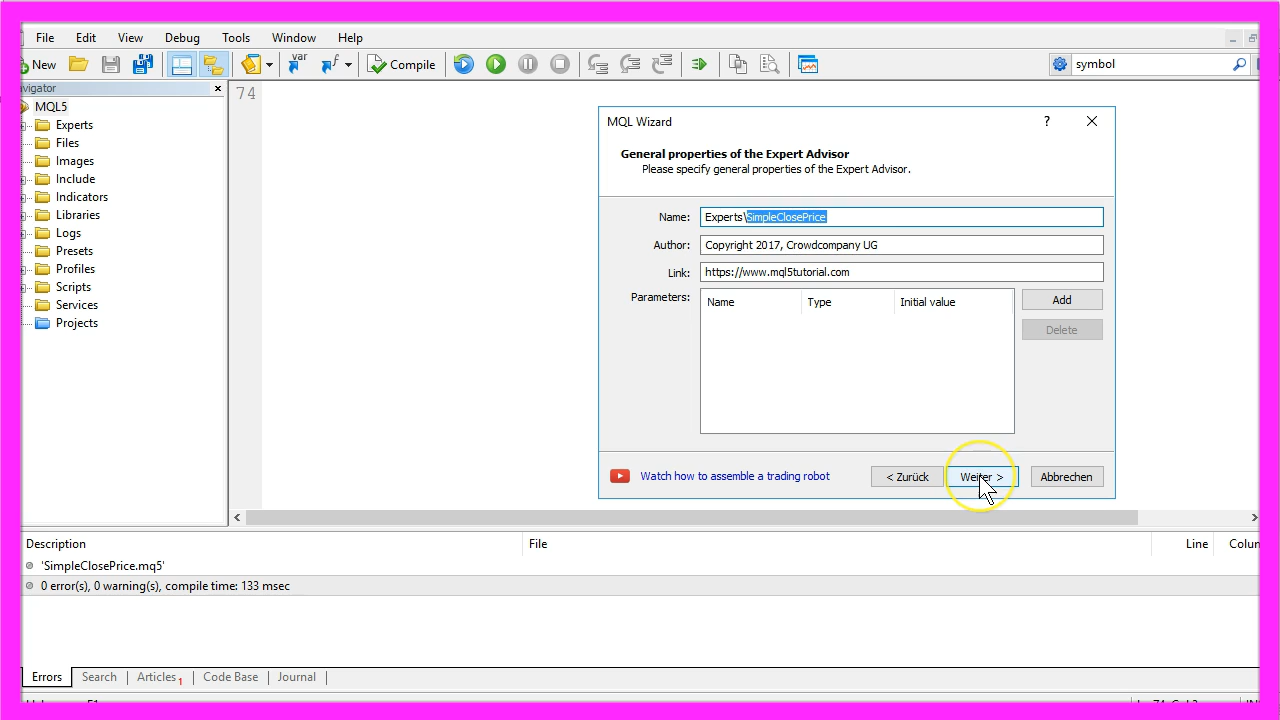 File Edit View Debug Tools Window Help
New var Compile symbol
MQL5
Experts
Files
Images
Include
Indicators
Libraries
Logs
Presets
Profiles
Scripts
Services
Projects
74
MQL Wizard ?
General properties of the Expert Advisor
Please specify general properties of the Expert Advisor.
Name: Experts\SimpleClosePrice
Author: Copyright 2017, Crowdcompany UG
Link: https://www.mql5tutorial.com
Parameters: Name Type Initial value Add
Delete
Watch how to assemble a trading robot < Zurück Weiter > Abbrechen
Description File Line
'SimpleClosePrice.mq5'
0 error(s), 0 warning(s), compile time: 133 msec
Errors Search Articles 1 Code Base Journal